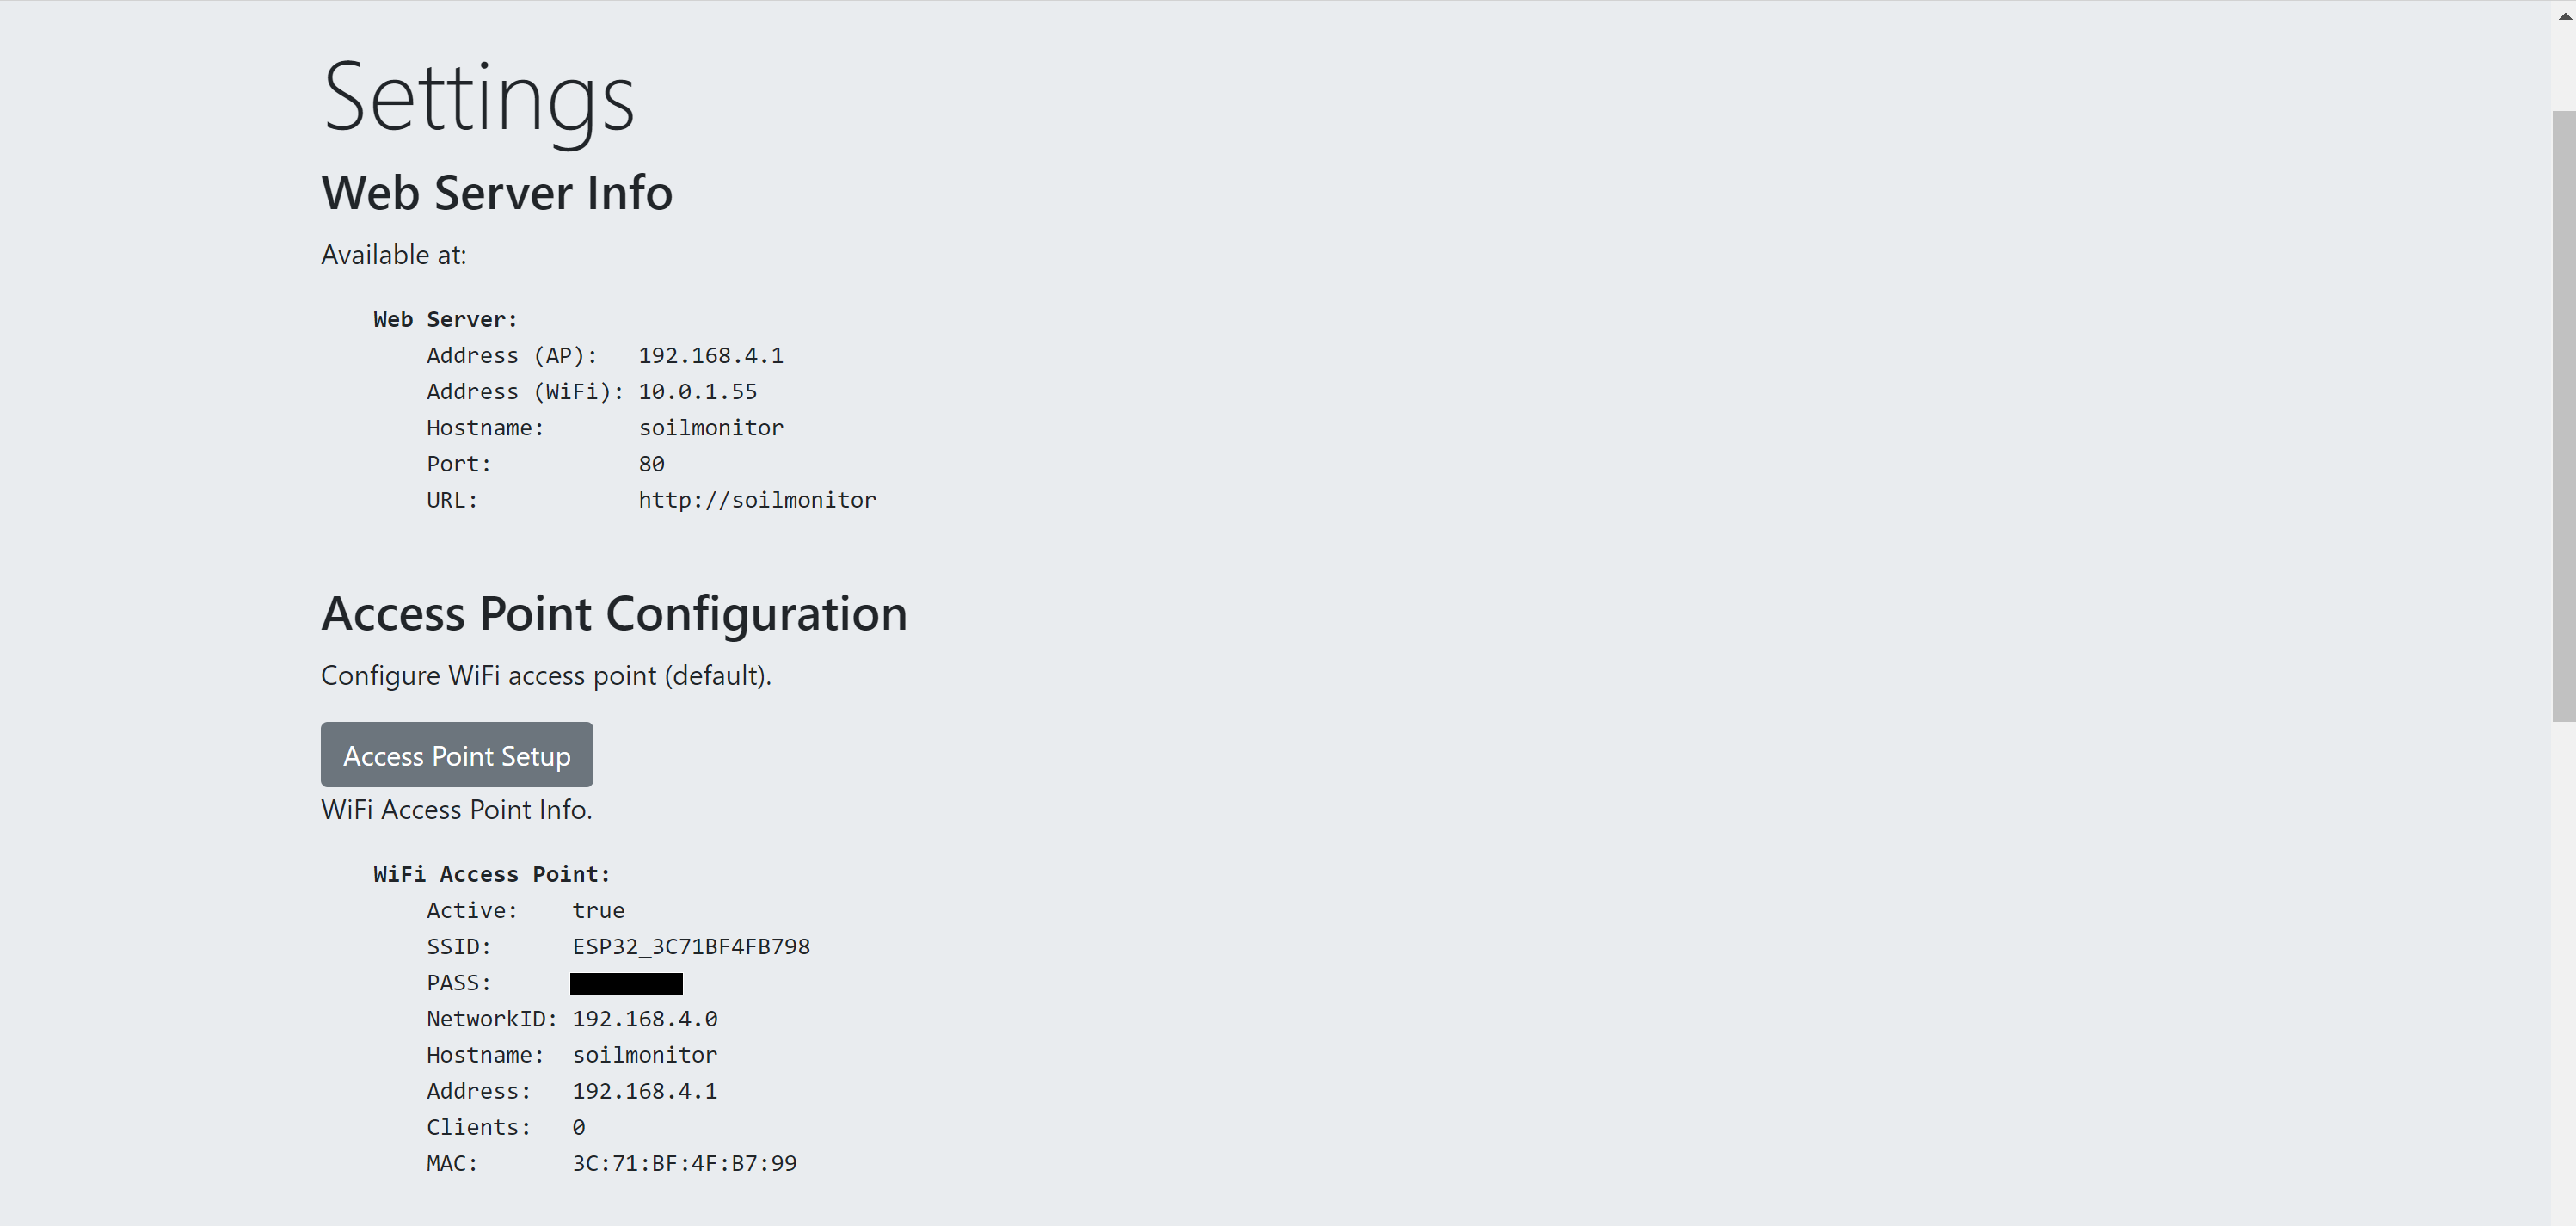 Settings
Web Server Info
Available at:
Web Server:
Address (AP): 192.168.4.1
Address (WiFi): 10.0.1.55
Hostname: soilmonitor
Port: 80
URL: http://soilmonitor
Access Point Configuration
Configure WiFi access point (default).
Access Point Setup
WiFi Access Point Info.
WiFi Access Point:
Active: true
SSID: ESP32_3C71BF4FB798
PASS:
NetworkID: 192.168.4.0
Hostname: soilmonitor
Address: 192.168.4.1
Clients: 0
MAC: 3C:71:BF:4F:B7:99